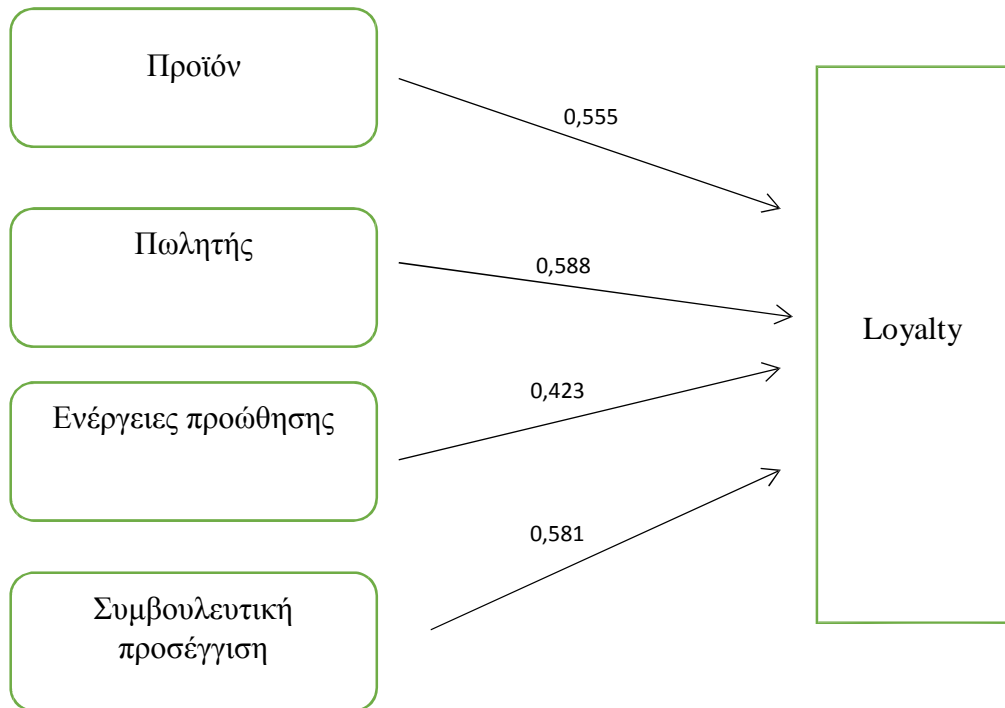 Προϊόν
0,555
Πωλητής
0,588
Loyalty
Ενέργειες προώθησης
0,423
0,581
Συμβουλευτική
προσέγγιση